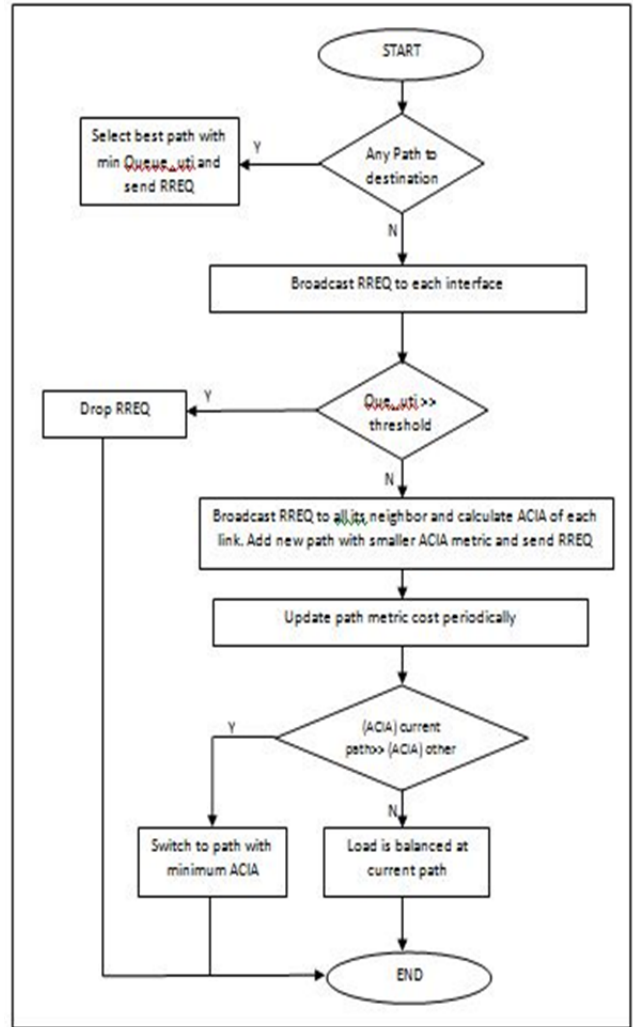 START
Any Path to
destination
Y
Select best path with
min Queue_uti and
send RREQ
N
Broadcast RREQ to each interface
Que_uti >>
threshold
Y
Drop RREQ
N
Broadcast RREQ to all its neighbor and calculate ACIA of each
link. Add new path with smaller ACIA metric and send RREQ
Update path metric cost periodically
(ACIA) current
path>> (ACIA) other
Y
N
Switch to path with
minimum ACIA
Load is balanced at
current path
END